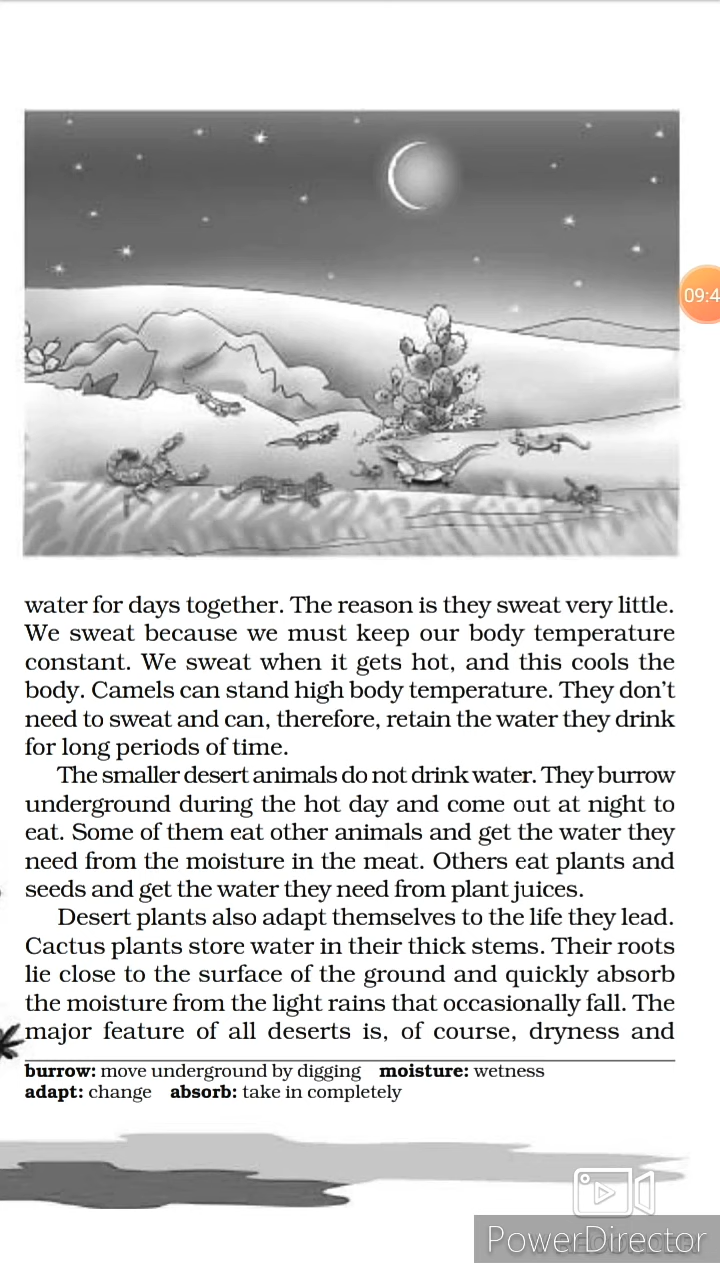 09:4
water for days together. The reason is they sweat very little.
We sweat because we must keep our body temperature
constant. We sweat when it gets hot, and this cools the
body. Camels can stand high body temperature. They don't
need to sweat and can, therefore, retain the water they drink
for long periods of time.
The smaller desert animals do not drink water. They burrow
underground during the hot day and come out at night to
eat. Some of them eat other animals and get the water they
need from the moisture in the meat. Others eat plants and
seeds and get the water they need from plant juices.
Desert plants also adapt themselves to the life they lead.
Cactus plants store water in their thick stems. Their roots
lie close to the surface of the ground and quickly absorb
the moisture from the light rains that occasionally fall. The
major feature of all deserts is, of course, dryness and
burrow: move underground by digging moisture: wetness
adapt: change absorb: take in completely
PowerDirector